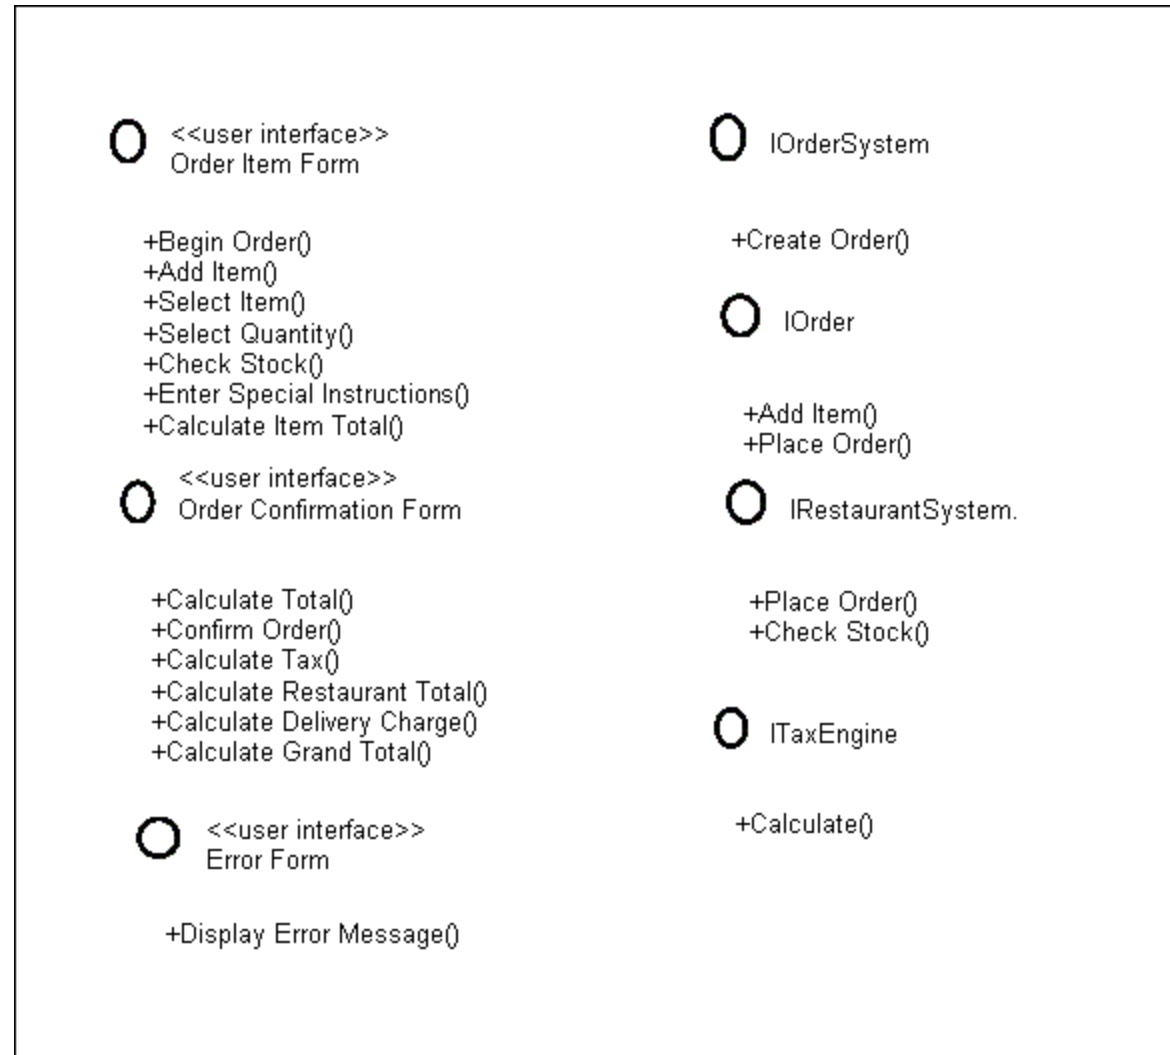 <<user interface>>
Order Item Form
+Begin Order()
+Add Item()
+Select Item()
+Select Quantity()
+Check Stock()
+Enter Special Instructions()
+Calculate Item Total()
<<user interface>>
Order Confirmation Form
+Calculate Total()
+Confirm Order()
+Calculate Tax()
+Calculate Restaurant Total()
+Calculate Delivery Charge()
+Calculate Grand Total()
<<user interface>>
Error Form
+Display Error Message()
IOrderSystem
+Create Order()
IOrder
+Add Item()
+Place Order()
IRestaurantSystem.
+Place Order()
+Check Stock()
ITaxEngine
+Calculate()